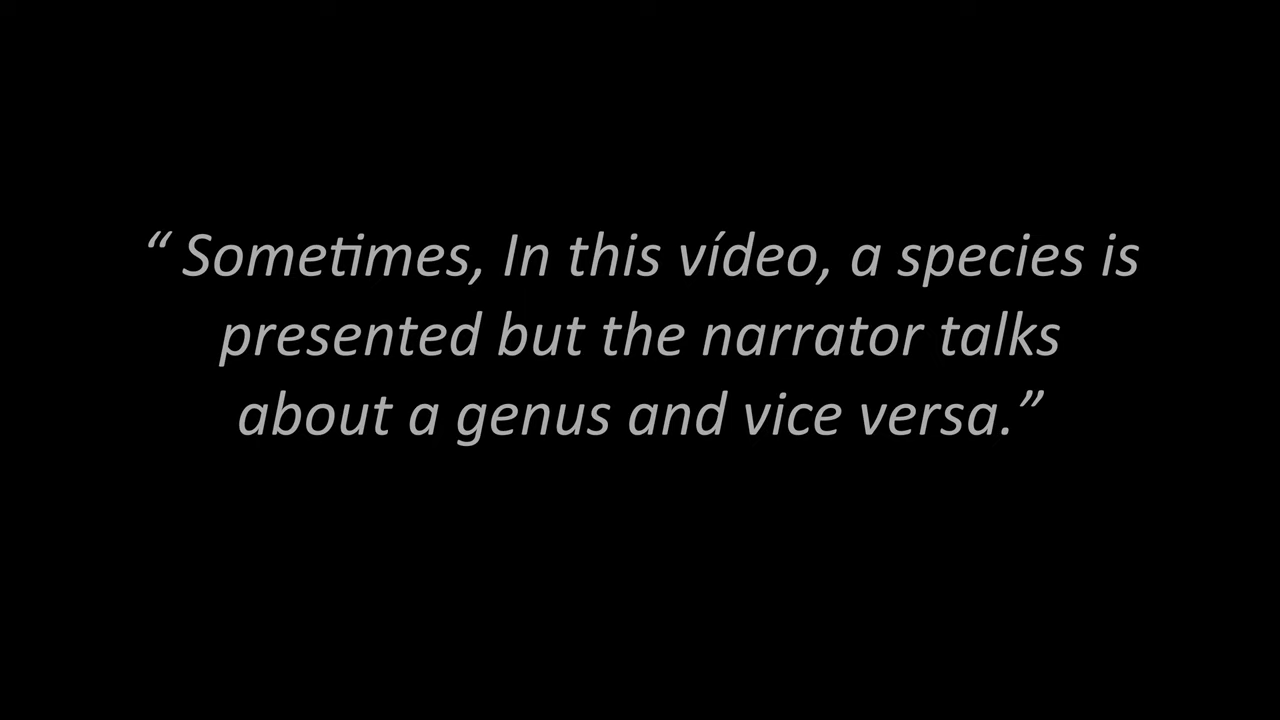 “ Sometimes, In this vídeo, a species is
presented but the narrator talks
about a genus and vice versa.”